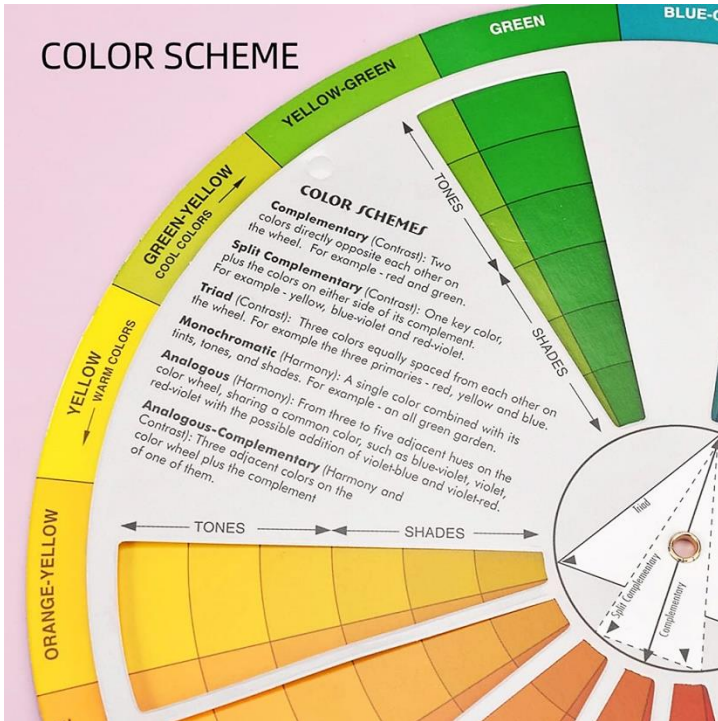 COLOR SCHEME
GREEN
BLUE-G
YELLOW-GREEN
GREEN-YELLOW
COOL COLORS
YELLOW
WARM COLORS
ORANGE-YELLOW
COLOR SCHEMES
Complementary (Contrast): Two
colors directly opposite each other on
the wheel. For example - red and green.
Split Complementary (Contrast): One key color,
plus the colors on either side of its complement.
For example - yellow, blue-violet and red-violet.
Triad (Contrast): Three colors equally spaced from each other on
the wheel. For example the three primaries - red, yellow and blue.
Monochromatic (Harmony): A single color combined with its
tints, tones, and shades. For example - an all green garden.
Analogous (Harmony): From three to five adjacent hues on the
color wheel, sharing a common color, such as blue-violet, violet,
red-violet with the possible addition of violet-blue and violet-red.
Analogous-Complementary (Harmony and
Contrast): Three adjacent colors on the
color wheel plus the complement
of one of them.
TONES
SHADES
TONES
SHADES
Triad
Split Complementary
Complementary